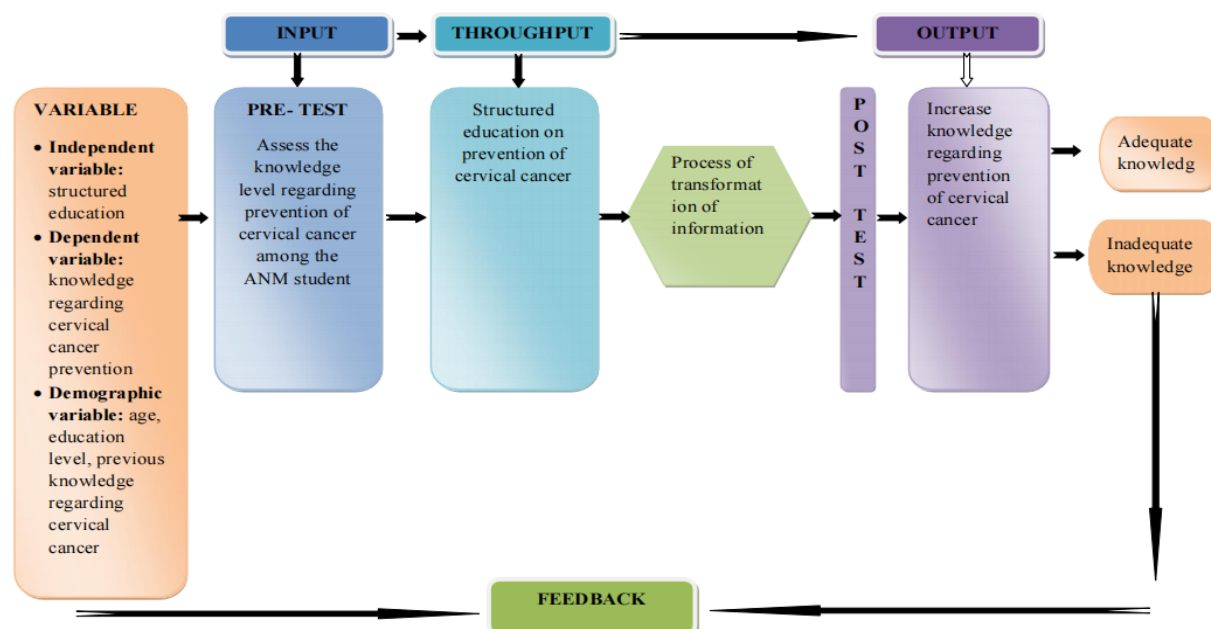 INPUT
THROUGHPUT
OUTPUT
VARIABLE
• Independent
variable:
structured
education
• Dependent
variable:
knowledge
regarding
cervical
cancer
prevention
• Demographic
variable: age,
education
level, previous
knowledge
regarding
cervical
cancer
PRE- TEST
Assess the
knowledge
level regarding
prevention of
cervical cancer
among the
ANM student
Structured
education on
prevention of
cervical cancer
Process of
transformat
ion of
information
P
O
S
T
T
E
S
T
Increase
knowledge
regarding
prevention
of cervical
cancer
Adequate
knowledg
Inadequate
knowledge
FEEDBACK